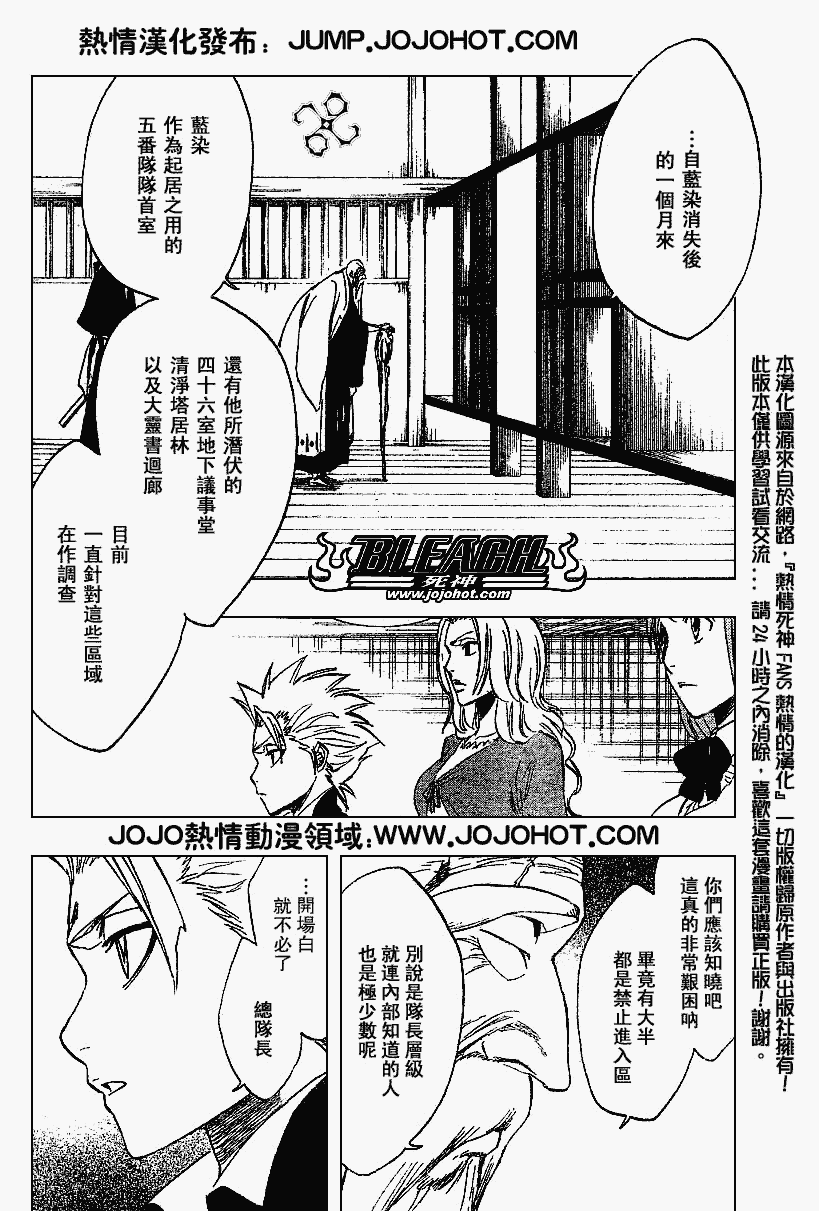 熱情漢化發布：JUMP.JOJOHOT.COM
…自藍染消失後
的一個月來
藍染
作為起居之用的
五番隊隊首室
還有他所潛伏的
四十六室地下議事堂
清淨塔居林
以及大靈書迴廊
目前
一直針對這些區域
在作調查
BLEACH
死神
www.jojohot.com
JOJO熱情動漫領域:WWW.JOJOHOT.COM
你們應該知曉吧
這真的非常艱困吶
畢竟有大半
都是禁止進入區
別說是隊長層級
就連內部知道的人
也是極少數呢
…開場白
就不必了
總隊長
本漢化圖源來自於網路，『熱情死神 FANS 熱情的漢化』一切版權歸原作者與出版社擁有！
此版本僅供學習試看交流… 請 24 小時之內消除，喜歡這套漫畫請購買正版！謝謝。